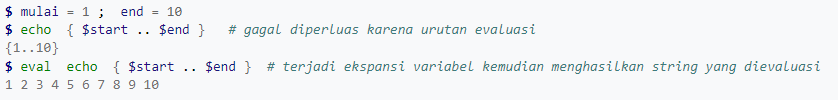 $ mulai = 1 ; end = 10
$ echo { $start .. $end } # gagal diperluas karena urutan evaluasi
{1..10}
$ eval echo { $start .. $end } # terjadi ekspansi variabel kemudian menghasilkan string yang dievaluasi
1 2 3 4 5 6 7 8 9 10